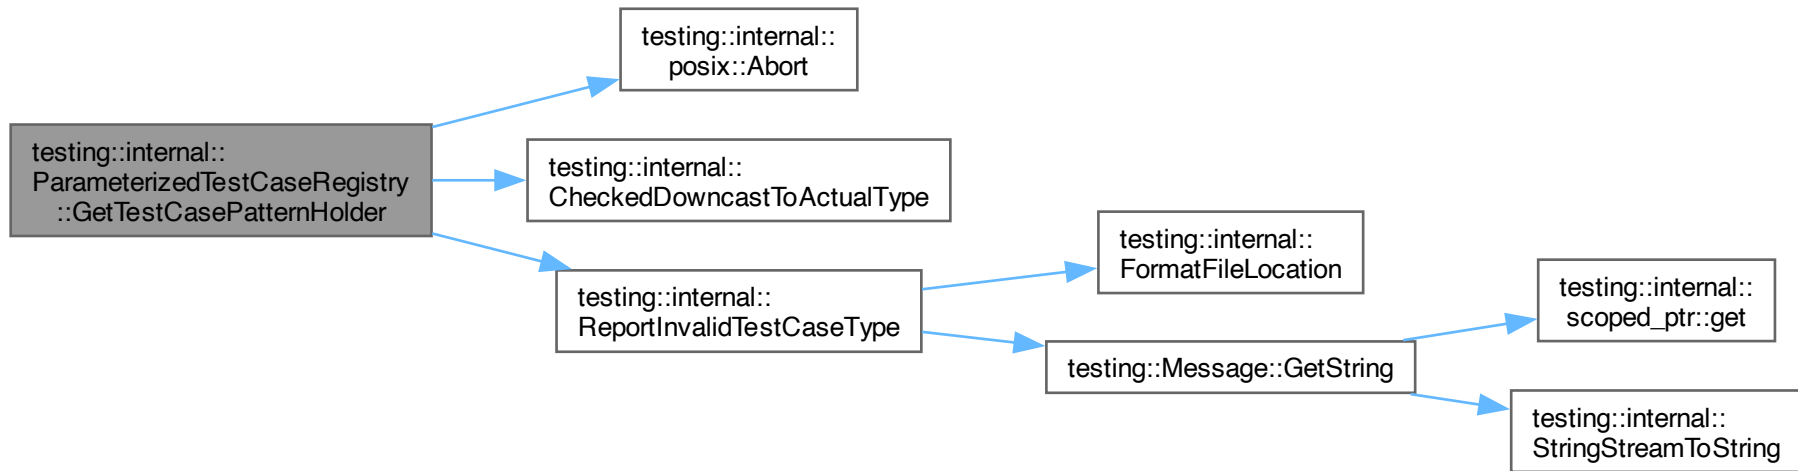 testing::internal::
posix::Abort
testing::internal::
ParameterizedTestCaseRegistry
::GetTestCasePatternHolder
testing::internal::
CheckedDowncastToActualType
testing::internal::
ReportInvalidTestCaseType
testing::internal::
FormatFileLocation
testing::Message::GetString
testing::internal::
scoped_ptr::get
testing::internal::
StringStreamToString